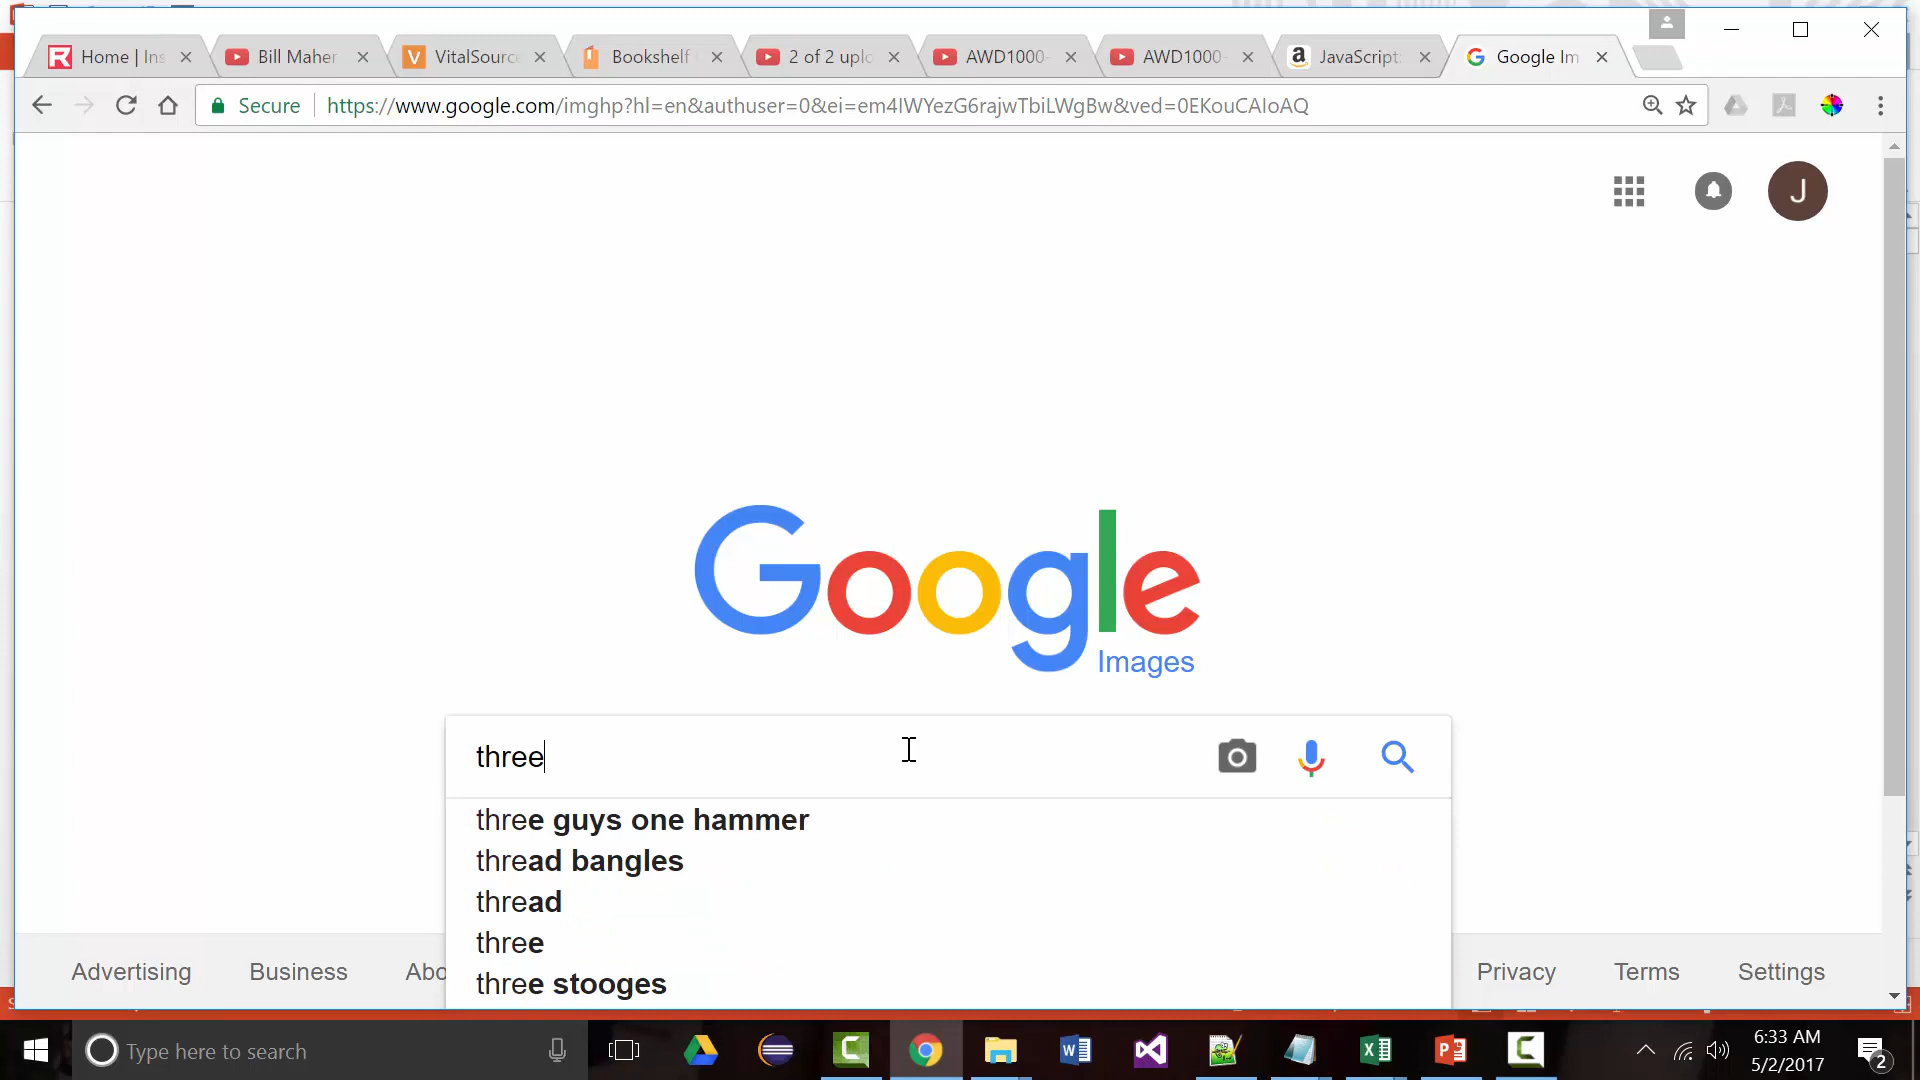 Home | Ins
Bill Maher
VitalSource
Bookshelf
2 of 2 uplo
AWD1000-
AWD1000-
JavaScript:
Google Im
Secure
https://www.google.com/imghp?hl=en&authuser=0&ei=em4IWYezG6rajwTbiLWgBw&ved=0EKouCAIoAQ
J
Google
Images
three
three guys one hammer
thread bangles
thread
three
three stooges
Advertising
Business
Abo
Privacy
Terms
Settings
Type here to search
6:33 AM
5/2/2017
2